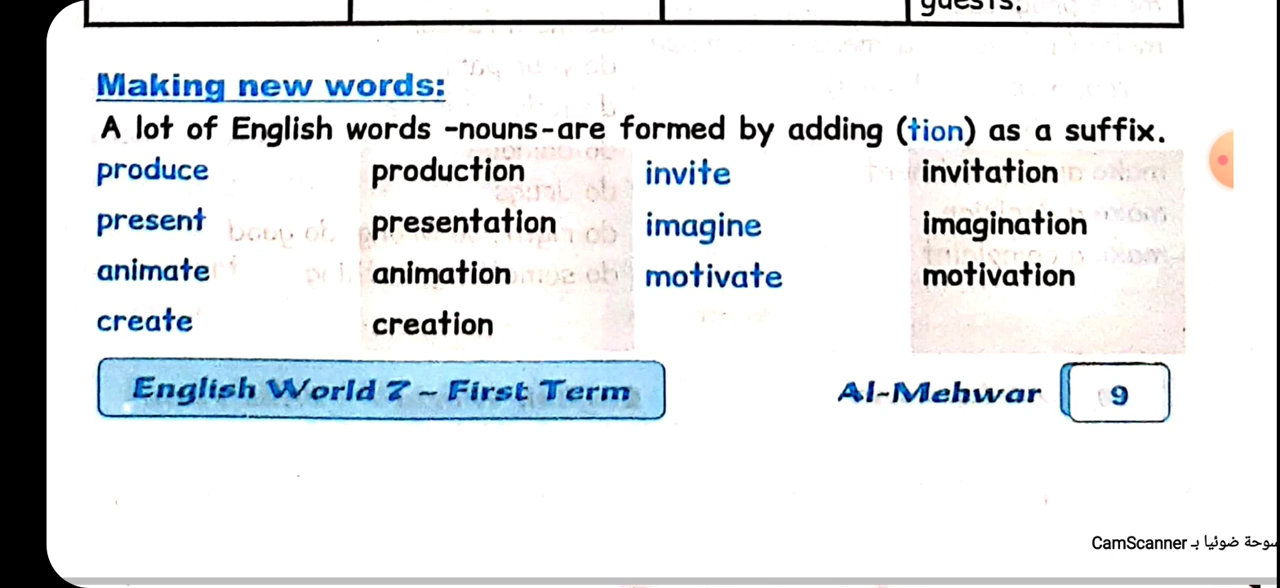 guests.
Making new words:
A lot of English words -nouns-are formed by adding (tion) as a suffix.
produce production invite invitation
present presentation imagine imagination
animate animation motivate motivation
create creation
English World 7 ~ First Term Al-Mehwar 9
ضوئيا بـ CamScanner